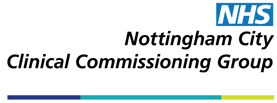 NHS
Nottingham City
Clinical Commissioning Group